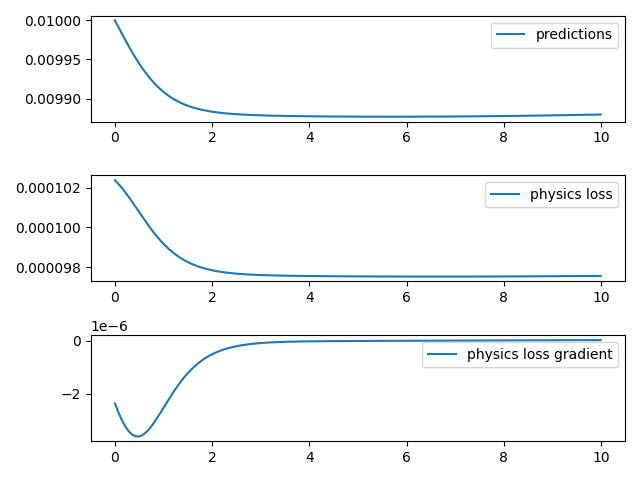 0.01000
0.00995
0.00990
predictions
0 2 4 6 8 10
0.000102
0.000100
0.000098
physics loss
0 2 4 6 8 10
1e−6
0
−2
physics loss gradient
0 2 4 6 8 10